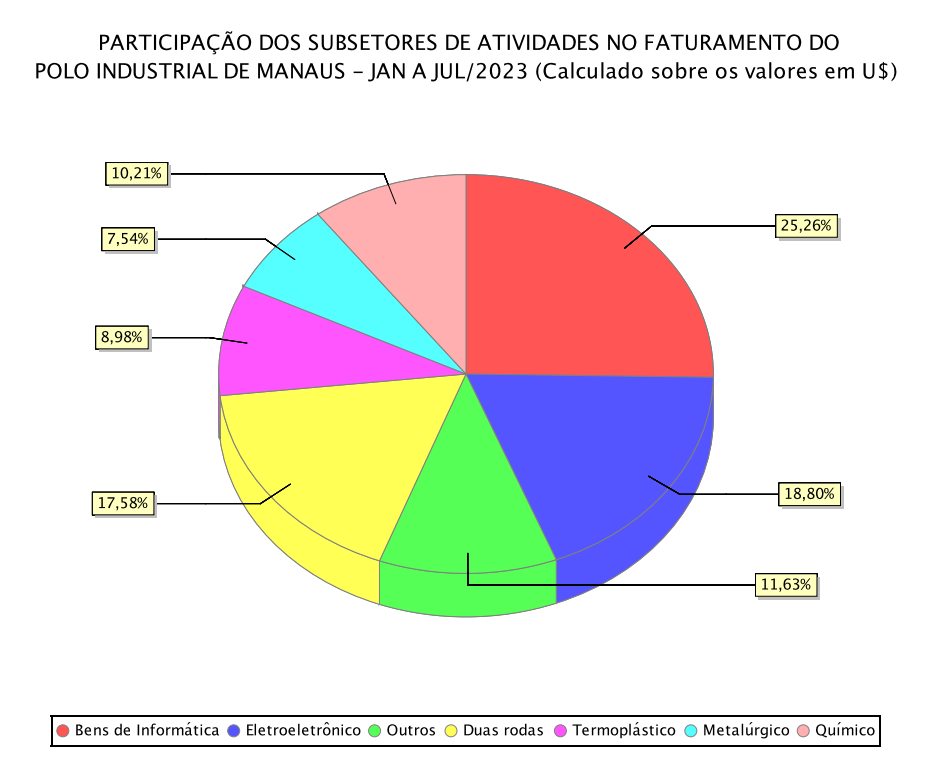 PARTICIPAÇÃO DOS SUBSETORES DE ATIVIDADES NO FATURAMENTO DO
POLO INDUSTRIAL DE MANAUS - JAN A JUL/2023 (Calculado sobre os valores em U$)
10,21%
25,26%
7,54%
8,98%
17,58%
18,80%
11,63%
Bens de Informática Eletroeletrônico Outros Duas rodas Termoplástico Metalúrgico Químico